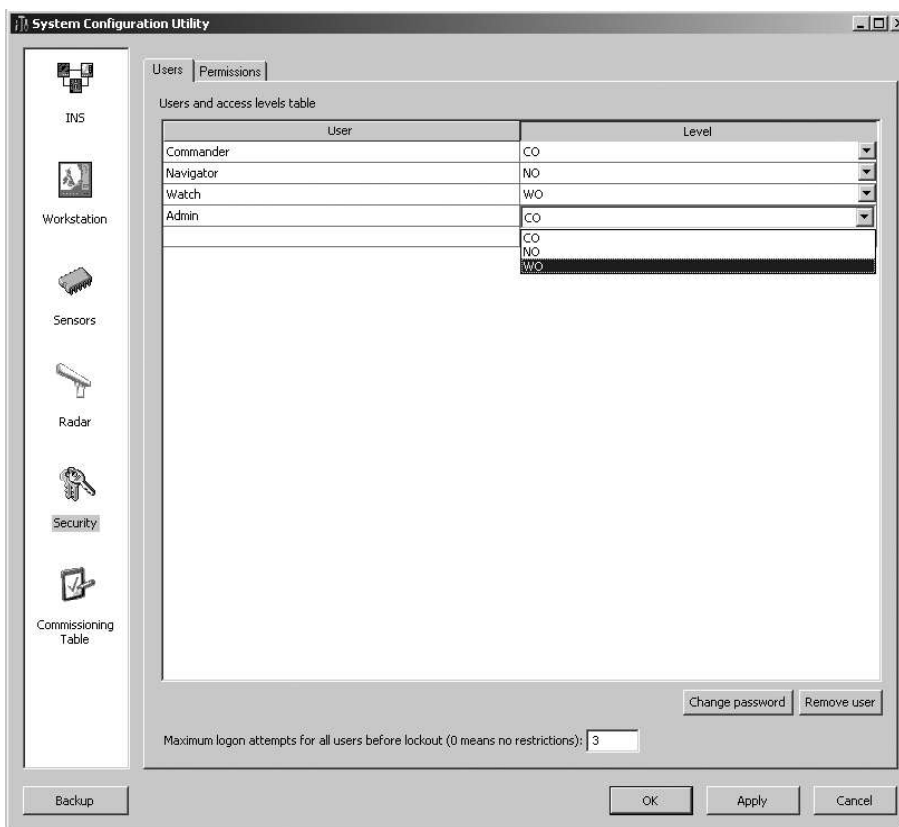 System Configuration Utility
INS
Workstation
Sensors
Radar
Security
Commissioning
Table
Backup
Users
Permissions
Users and access levels table
User Level
Commander CO
Navigator NO
Watch WO
Admin CO
CO
NO
WO
Change password Remove user
Maximum logon attempts for all users before lockout (0 means no restrictions): 3
OK Apply Cancel